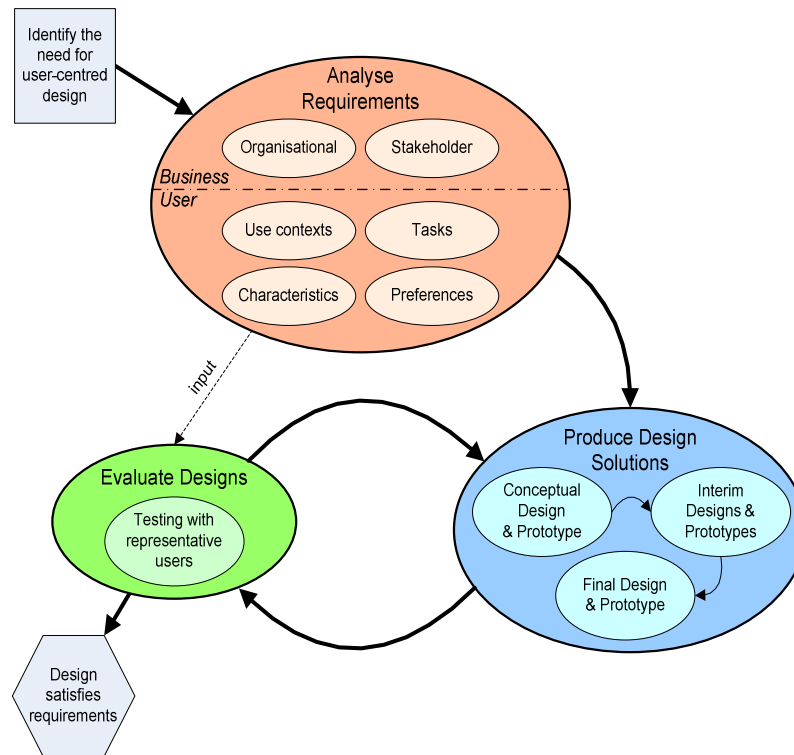 Identify the
need for
user-centred
design
Analyse
Requirements
Organisational
Stakeholder
Business
User
Use contexts
Tasks
Characteristics
Preferences
input
Evaluate Designs
Testing with
representative
users
Produce Design
Solutions
Conceptual
Design
& Prototype
Interim
Designs &
Prototypes
Final Design
& Prototype
Design
satisfies
requirements